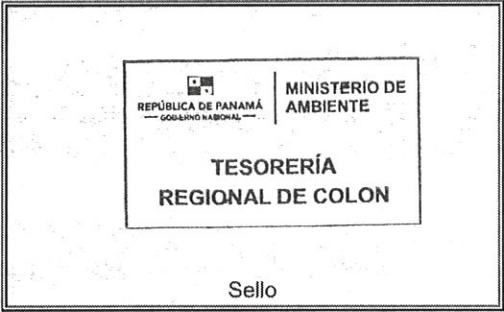 REPÚBLICA DE PANAMÁ
— GOBIERNO NACIONAL —
MINISTERIO DE
AMBIENTE
TESORERÍA
REGIONAL DE COLON
Sello